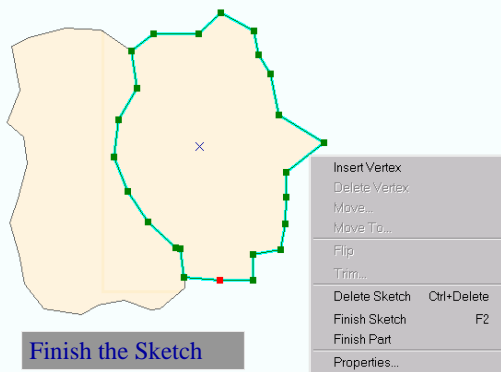 Insert Vertex
Delete Vertex
Move...
Move To...
Flip
Trim...
Delete Sketch Ctrl+Delete
Finish Sketch F2
Finish Part
Properties...
Finish the Sketch